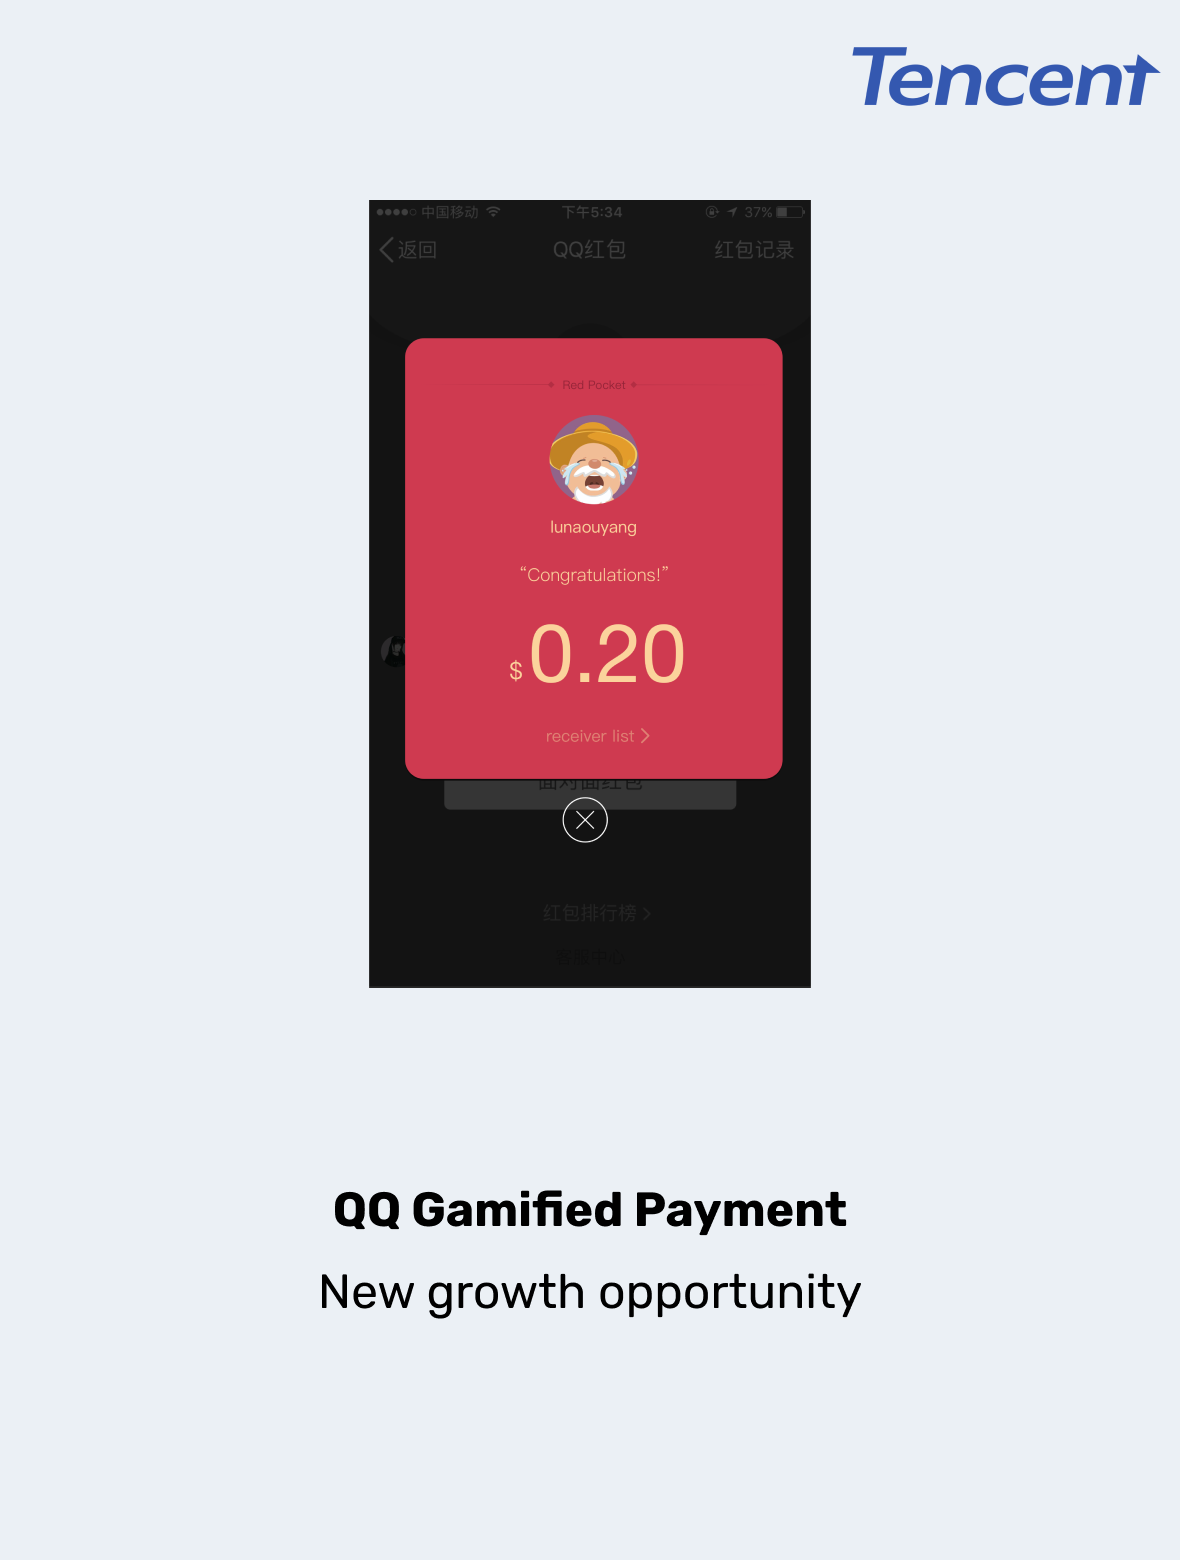 Tencent
中国移动 下午5:34 37%
返回 QQ红包 红包记录
Red Pocket
lunaouyang
“Congratulations!”
$ 0.20
receiver list
面对面红包
红包排行榜
QQ Gamified Payment
New growth opportunity